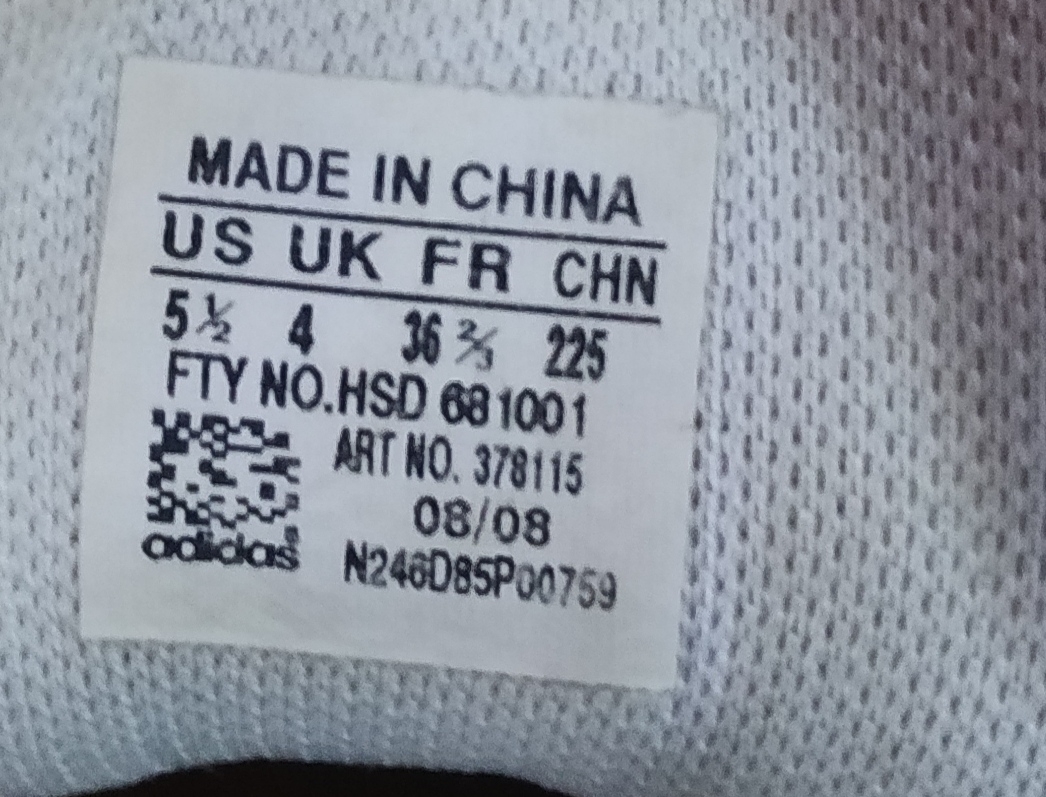 MADE IN CHINA
US UK FR CHN
5½ 4 36⅔ 225
FTY NO.HSD 681001
ART NO. 378115
08/08
adidas
N246D85P00759